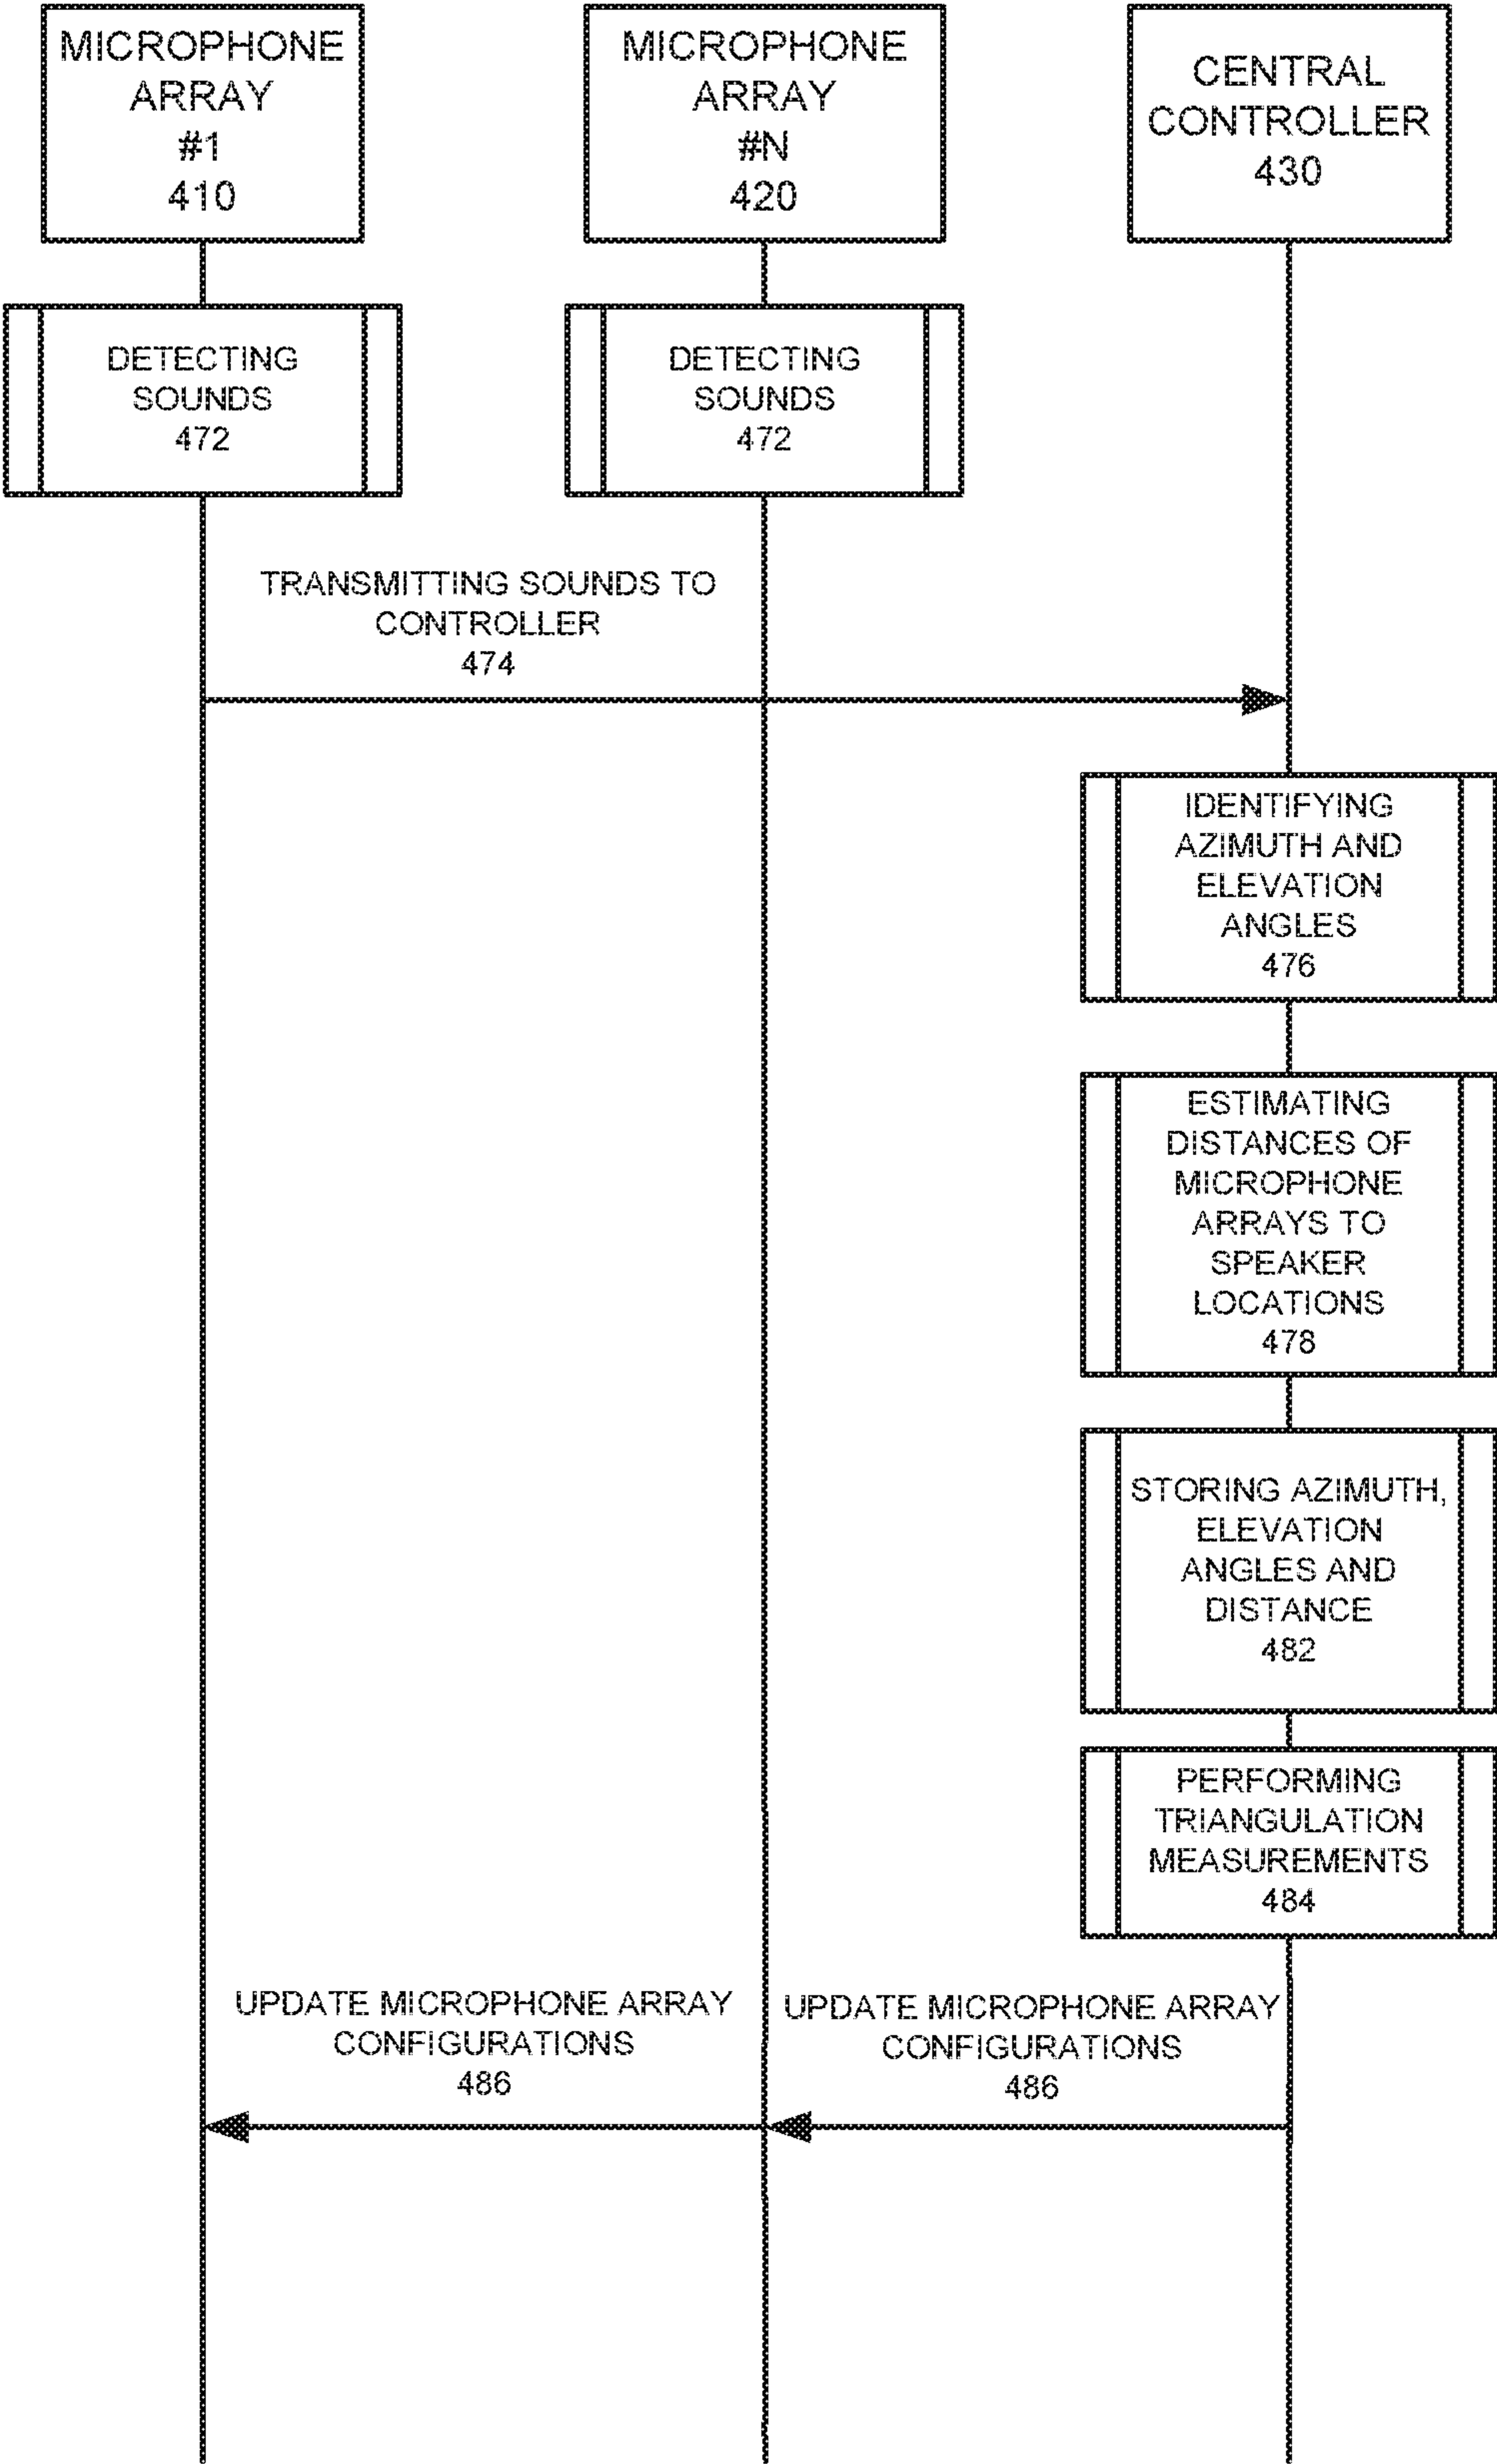 MICROPHONE
ARRAY
#1
410
MICROPHONE
ARRAY
#N
420
CENTRAL
CONTROLLER
430
DETECTING
SOUNDS
472
DETECTING
SOUNDS
472
TRANSMITTING SOUNDS TO
CONTROLLER
474
IDENTIFYING
AZIMUTH AND
ELEVATION
ANGLES
476
ESTIMATING
DISTANCES OF
MICROPHONE
ARRAYS TO
SPEAKER
LOCATIONS
478
STORING AZIMUTH,
ELEVATION
ANGLES AND
DISTANCE
482
PERFORMING
TRIANGULATION
MEASUREMENTS
484
UPDATE MICROPHONE ARRAY
CONFIGURATIONS
486
UPDATE MICROPHONE ARRAY
CONFIGURATIONS
486